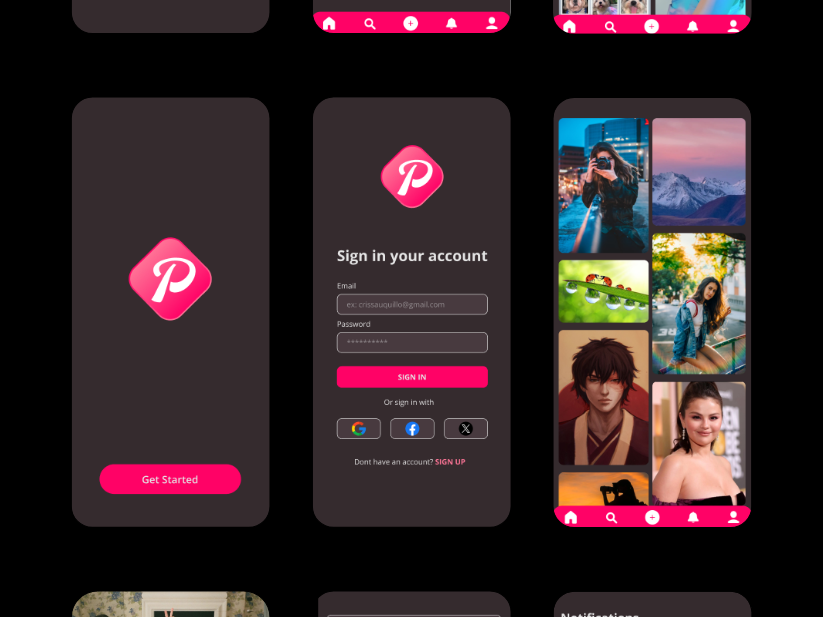 P
Get Started
P
Sign in your account
Email
ex: crissauquillo@gmail.com
Password
**********
SIGN IN
Or sign in with
G f X
Dont have an account? SIGN UP
Notifications